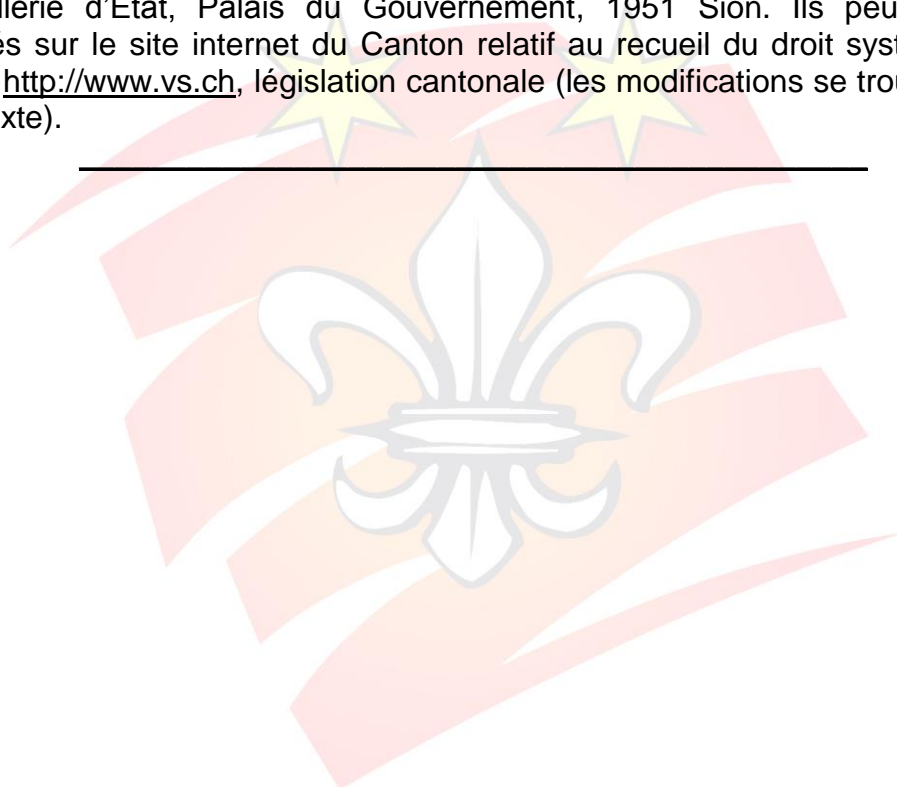 llerie d’Etat, Palais du Gouvernement, 1951 Sion. Ils peu
és sur le site internet du Canton relatif au recueil du droit syst
http://www.vs.ch, législation cantonale (les modifications se trou
xte).